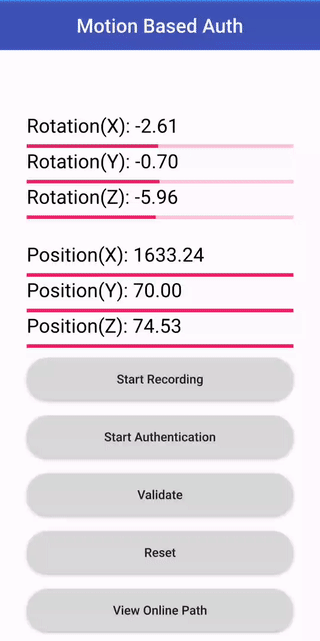 Motion Based Auth
Rotation(X): -2.61
Rotation(Y): -0.70
Rotation(Z): -5.96
Position(X): 1633.24
Position(Y): 70.00
Position(Z): 74.53
Start Recording
Start Authentication
Validate
Reset
View Online Path